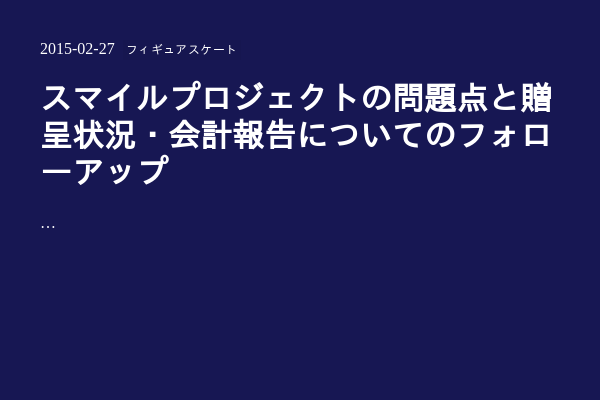 2015-02-27 フィギュアスケート
スマイルプロジェクトの問題点と贈
呈状況・会計報告についてのフォロ
ーアップ
…